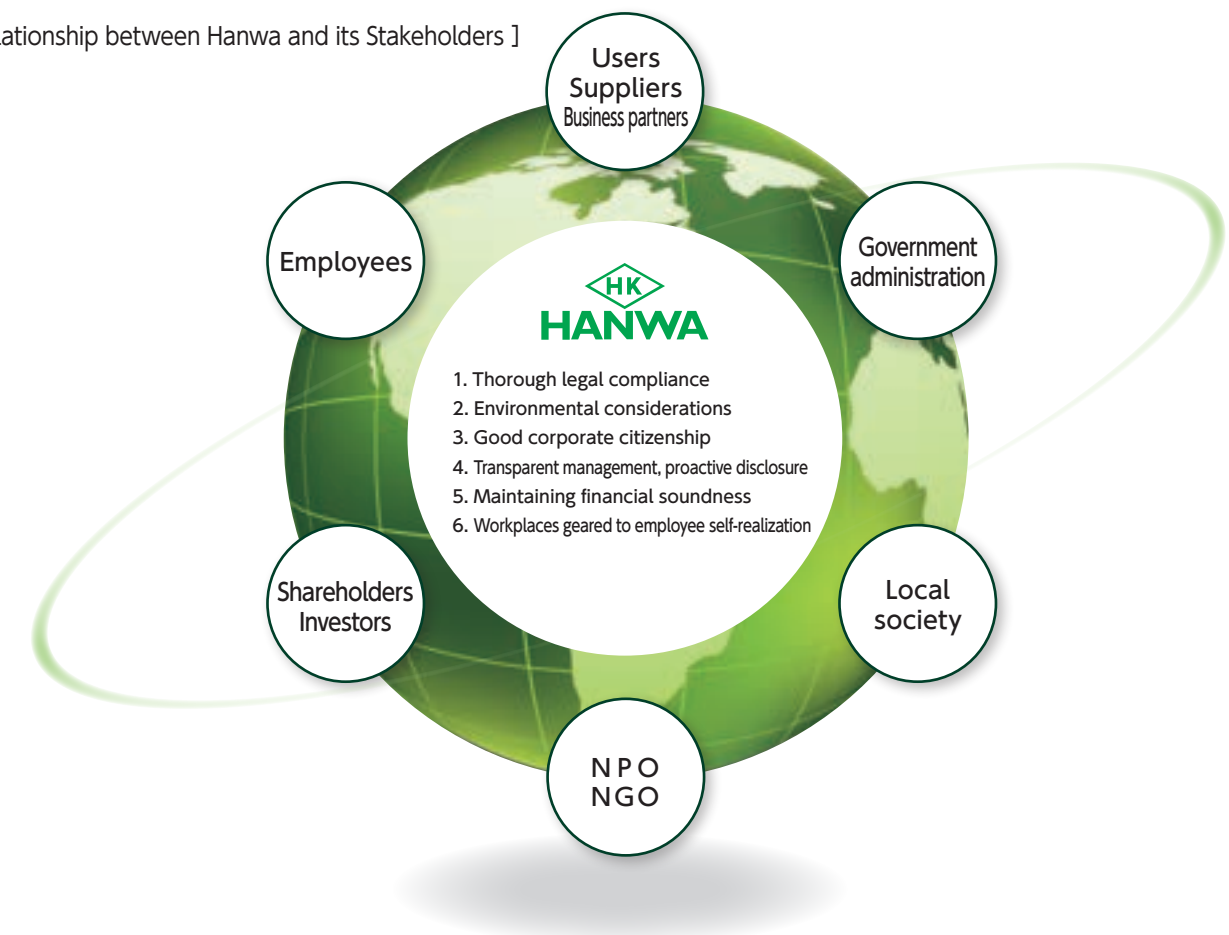 lationship between Hanwa and its Stakeholders ]
Users
Suppliers
Business partners
Employees
Government
administration
HK
HANWA
1. Thorough legal compliance
2. Environmental considerations
3. Good corporate citizenship
4. Transparent management, proactive disclosure
5. Maintaining financial soundness
6. Workplaces geared to employee self-realization
Shareholders
Investors
Local
society
NPO
NGO